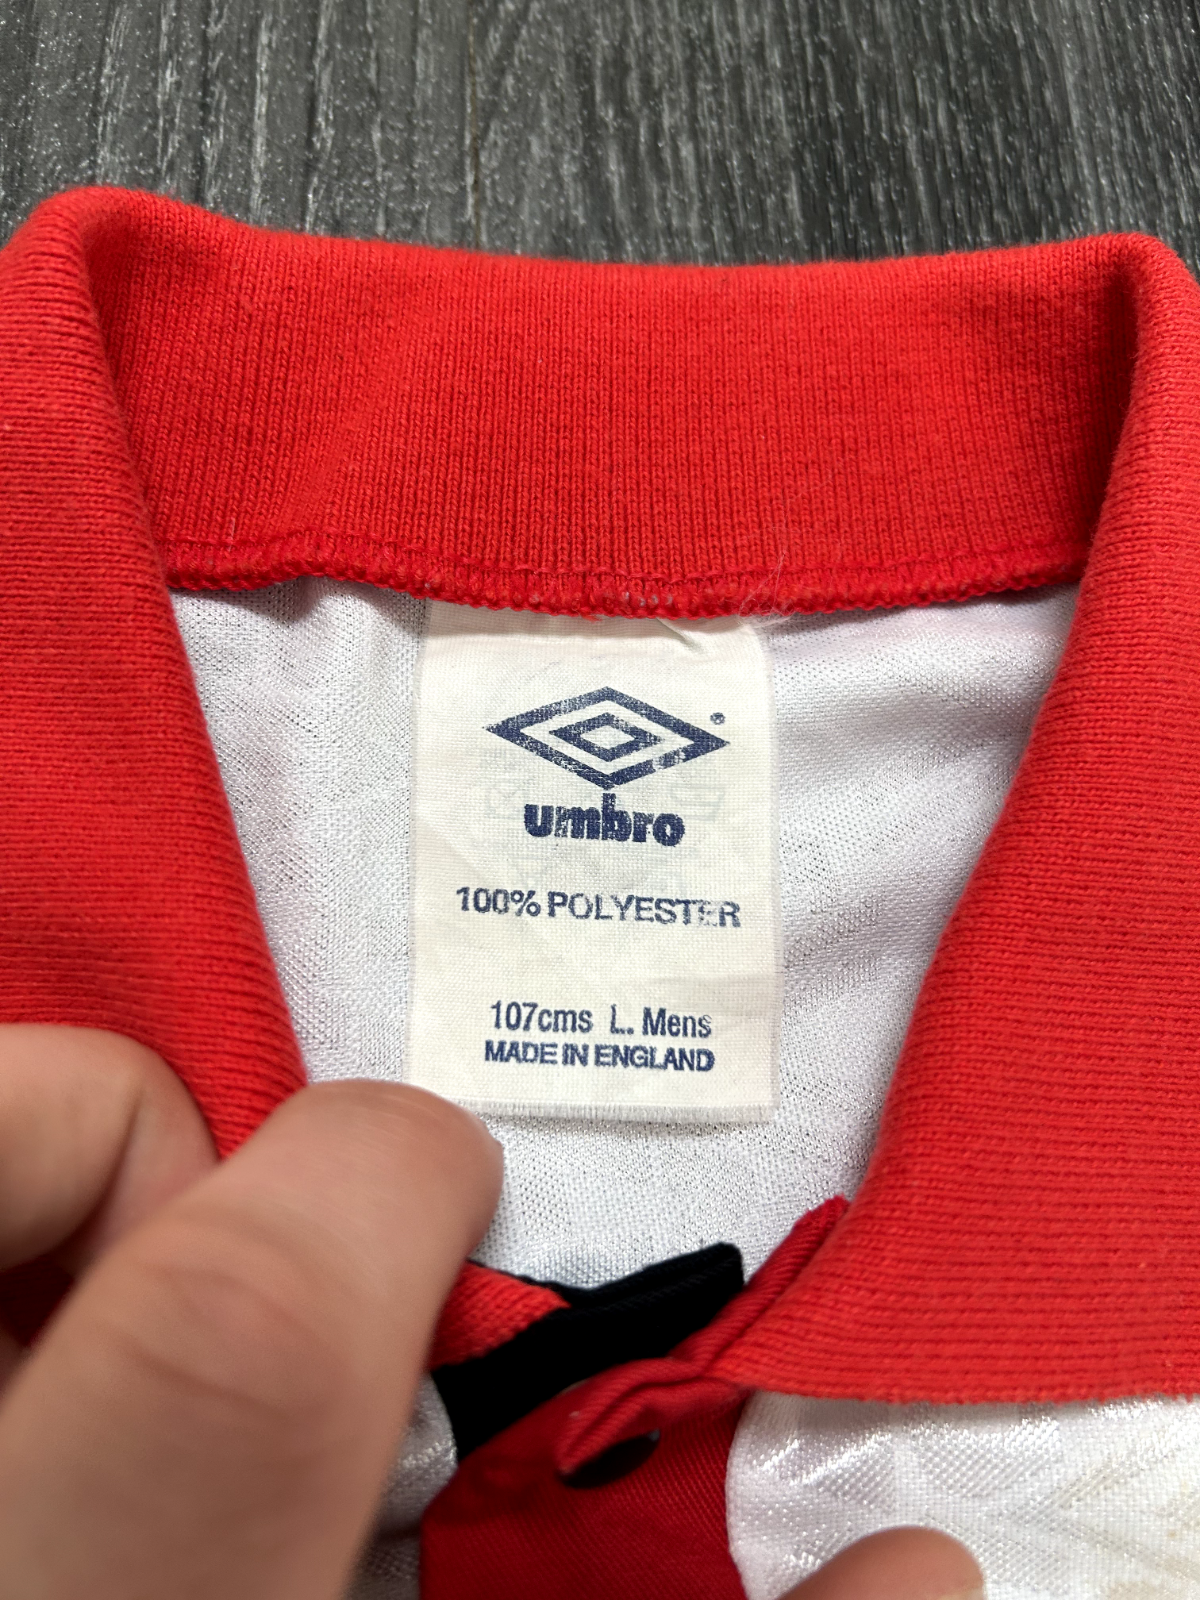 umbro
100% POLYESTER
107cms L. Mens
MADE IN ENGLAND